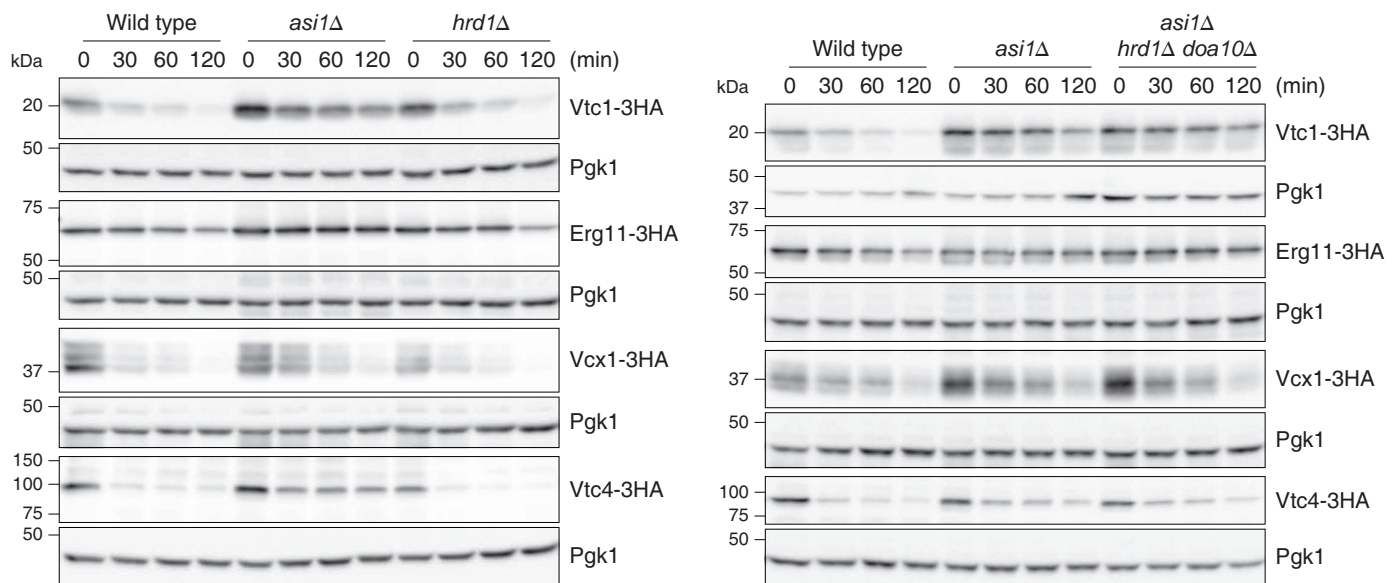 Wild type asi1Δ hrd1Δ
kDa 0 30 60 120 0 30 60 120 0 30 60 120 (min)
20 Vtc1-3HA
50 Pgk1
75 Erg11-3HA
50
50 Pgk1
37 Vcx1-3HA
50 Pgk1
150
100 Vtc4-3HA
75
50 Pgk1
asi1Δ
Wild type asi1Δ hrd1Δ doa10Δ
kDa 0 30 60 120 0 30 60 120 0 30 60 120 (min)
20 Vtc1-3HA
50 Pgk1
37
75 Erg11-3HA
50
50 Pgk1
37 Vcx1-3HA
50 Pgk1
100 Vtc4-3HA
75
50 Pgk1